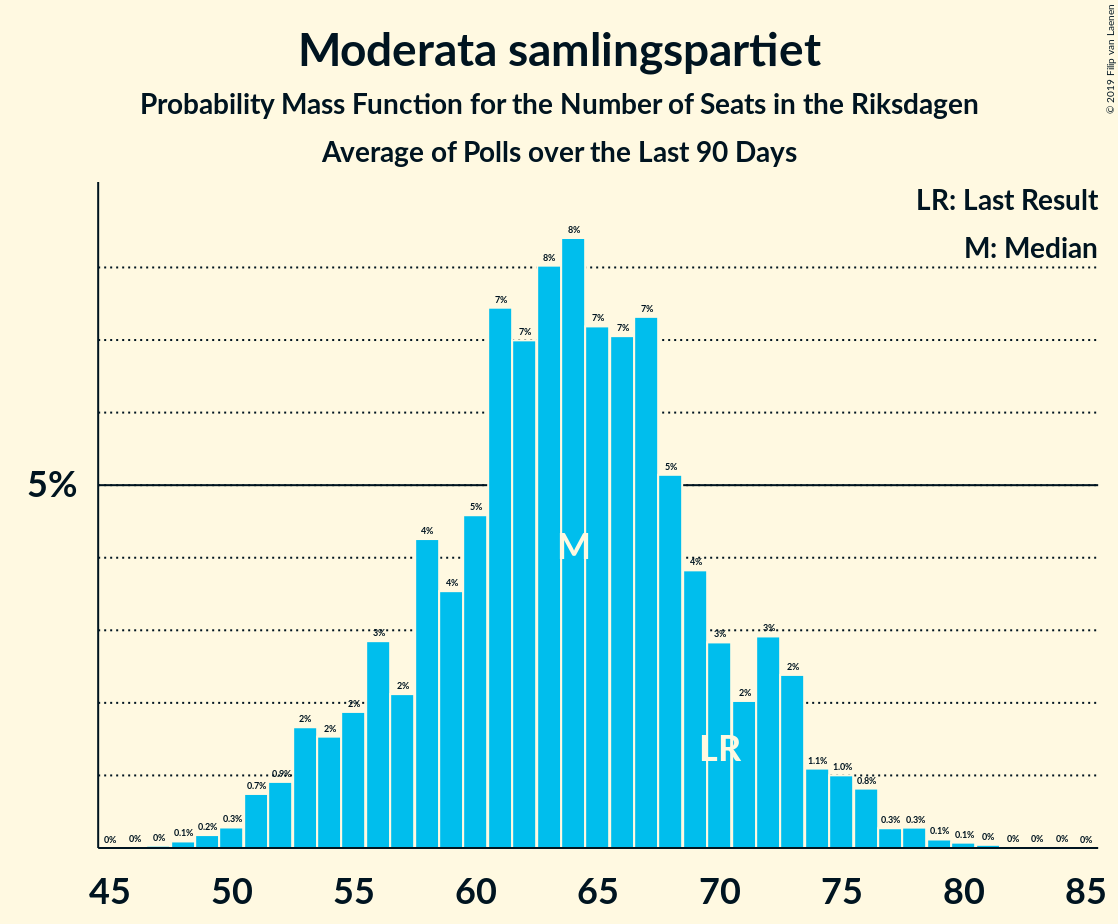 Moderata samlingspartiet
Probability Mass Function for the Number of Seats in the Riksdagen
Average of Polls over the Last 90 Days
© 2019 Filip van Laenen
LR: Last Result
M: Median
5%
0% 0% 0% 0.1% 0.2% 0.3% 0.7% 0.9% 2% 2% 2% 3% 2% 4% 4% 5% 7% 7% 8% 8% 7% 7% 7% 5% 4% 3% 2% 3% 2% 1.1% 1.0% 0.8% 0.3% 0.3% 0.1% 0.1% 0% 0% 0% 0% 0%
M
LR
45 50 55 60 65 70 75 80 85